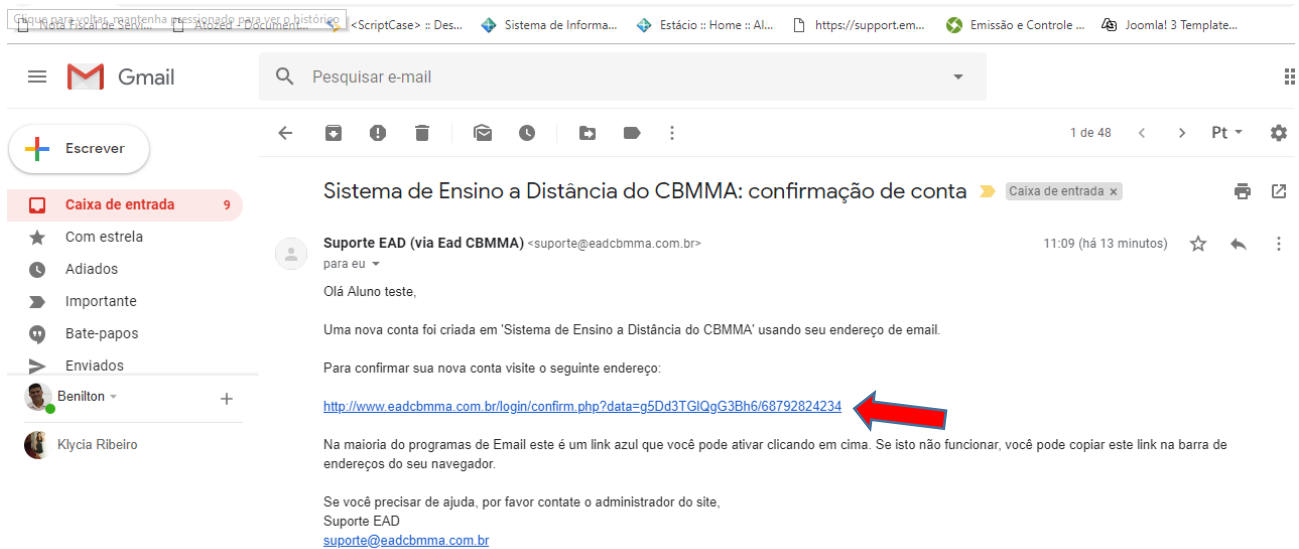 Clique para voltar, mantenha pressionado para ver o histórico
Nota Fiscal de Servi... Atozed - Document... <ScriptCase> :: Des... Sistema de Informa... Estácio :: Home :: Al... https://support.em... Emissão e Controle ... Joomla! 3 Template...
Gmail
Pesquisar e-mail
Escrever
1 de 48
Pt
Sistema de Ensino a Distância do CBMMA: confirmação de conta
Caixa de entrada x
Caixa de entrada 9
Com estrela
Adiados
Importante
Bate-papos
Enviados
Benilton
Klycia Ribeiro
Suporte EAD (via Ead CBMMA) <suporte@eadcbmma.com.br>
11:09 (há 13 minutos)
para eu
Olá Aluno teste,
Uma nova conta foi criada em 'Sistema de Ensino a Distância do CBMMA' usando seu endereço de email.
Para confirmar sua nova conta visite o seguinte endereço:
http://www.eadcbmma.com.br/login/confirm.php?data=g5Dd3TGlQgG3Bh6/68792824234
Na maioria do programas de Email este é um link azul que você pode ativar clicando em cima. Se isto não funcionar, você pode copiar este link na barra de
endereços do seu navegador.
Se você precisar de ajuda, por favor contate o administrador do site,
Suporte EAD
suporte@eadcbmma.com.br